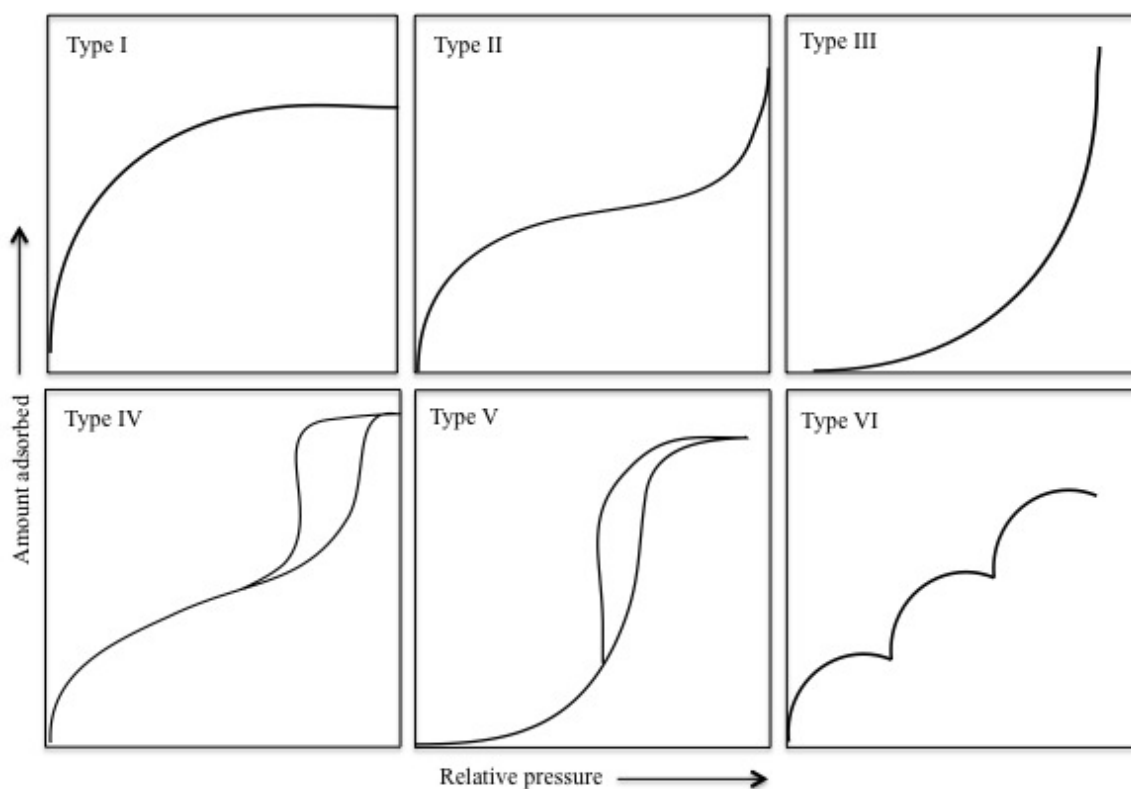 Type I
Type II
Type III
Type IV
Type V
Type VI
Amount adsorbed
Relative pressure